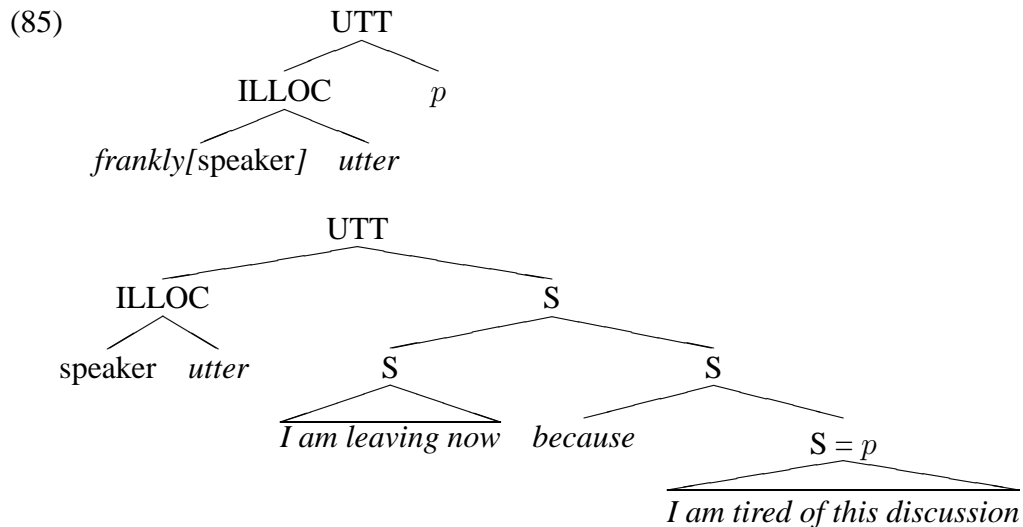 (85) UTT
ILLOC p
frankly[speaker] utter
UTT
ILLOC S
speaker utter S S
I am leaving now because S = p
I am tired of this discussion